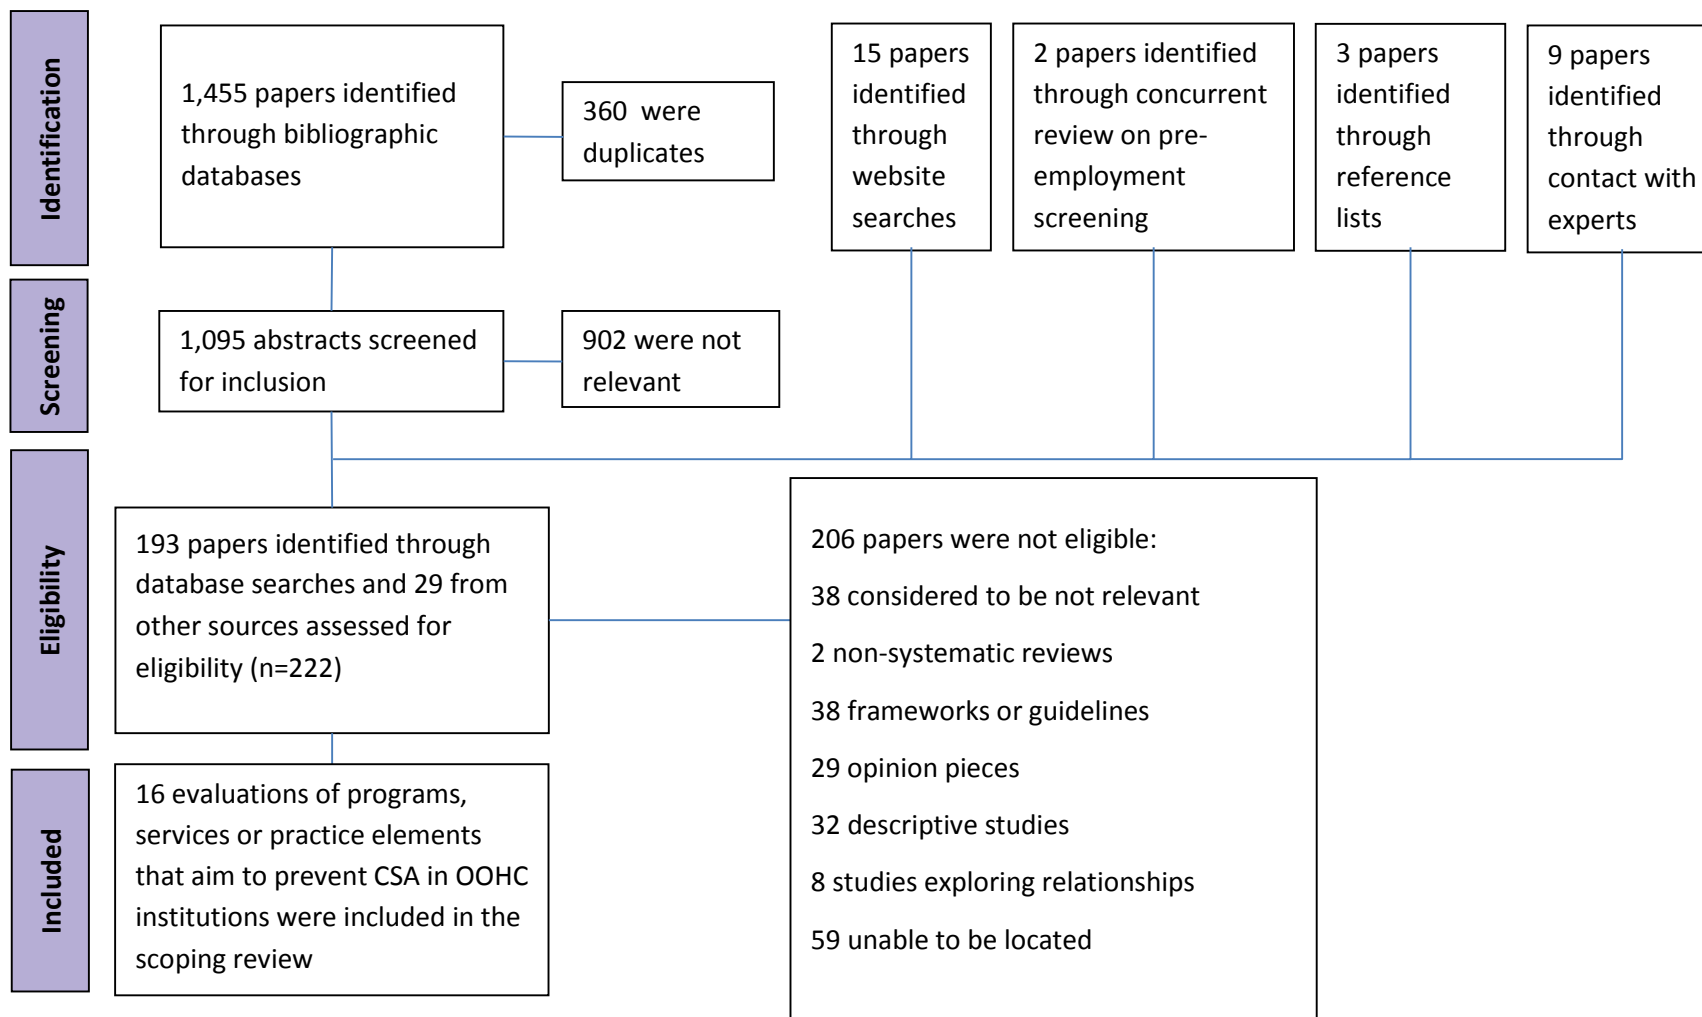 Identification
1,455 papers identified
through bibliographic
databases
360 were
duplicates
15 papers
identified
through
website
searches
2 papers identified
through concurrent
review on pre-
employment
screening
3 papers
identified
through
reference
lists
9 papers
identified
through
contact with
experts
Screening
1,095 abstracts screened
for inclusion
902 were not
relevant
Eligibility
193 papers identified through
database searches and 29 from
other sources assessed for
eligibility (n=222)
206 papers were not eligible:
38 considered to be not relevant
2 non-systematic reviews
38 frameworks or guidelines
29 opinion pieces
32 descriptive studies
8 studies exploring relationships
59 unable to be located
Included
16 evaluations of programs,
services or practice elements
that aim to prevent CSA in OOHC
institutions were included in the
scoping review